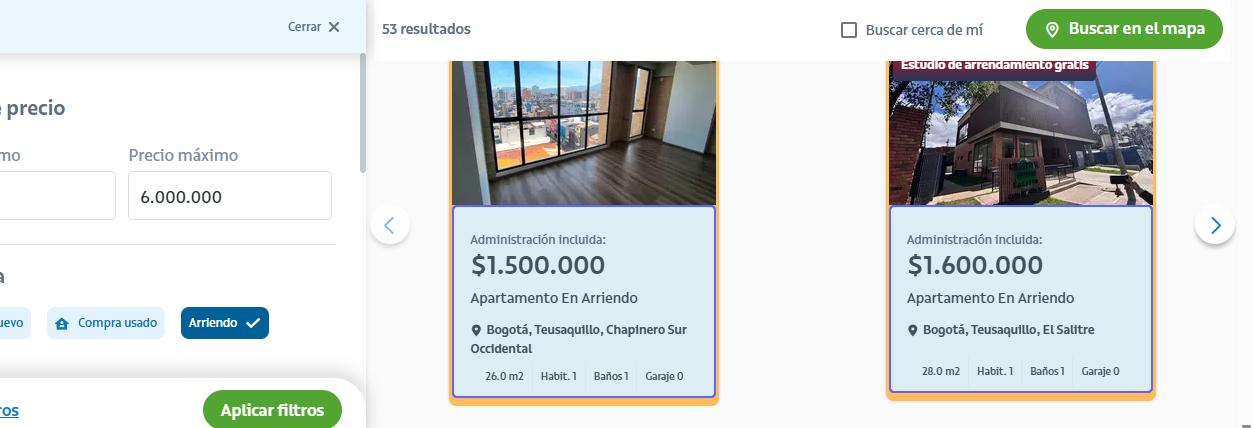 Cerrar
53 resultados
Buscar cerca de mí
Buscar en el mapa
Estudio de arrendamiento gratis
e precio
mo
Precio máximo
6.000.000
a
uevo
Compra usado
Arriendo
ros
Aplicar filtros
Administración incluida:
$1.500.000
Apartamento En Arriendo
Bogotá, Teusaquillo, Chapinero Sur
Occidental
26.0 m2 Habit. 1 Baños 1 Garaje 0
Administración incluida:
$1.600.000
Apartamento En Arriendo
Bogotá, Teusaquillo, El Salitre
28.0 m2 Habit. 1 Baños 1 Garaje 0